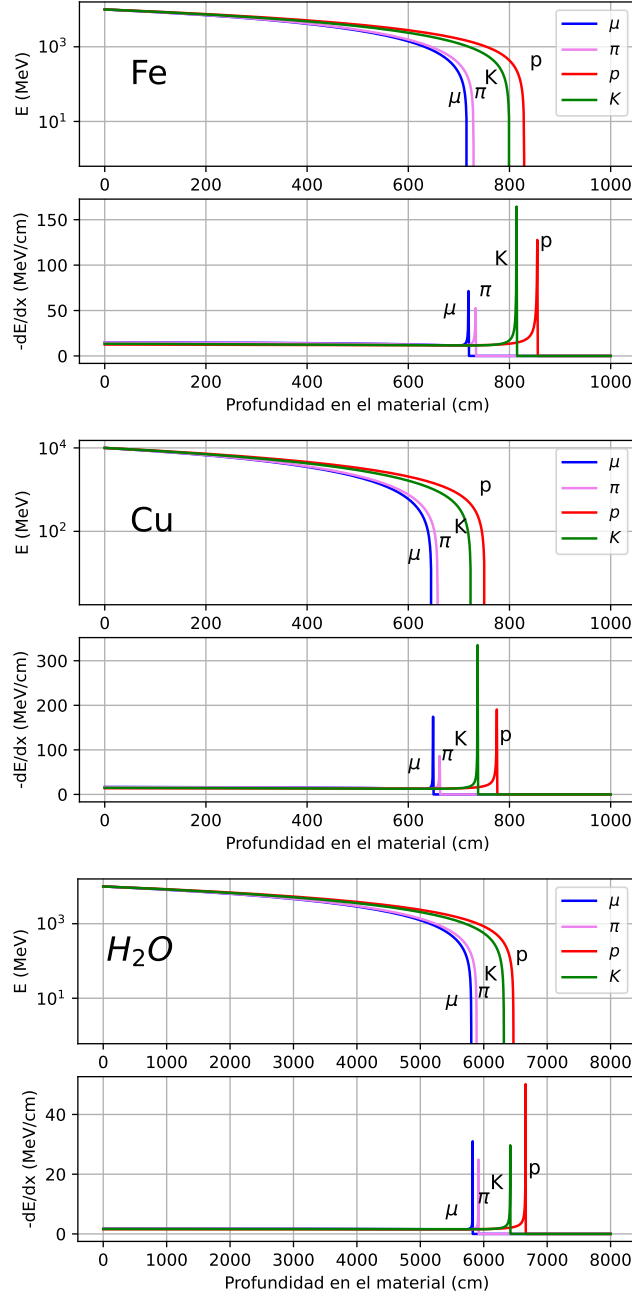 E (MeV)
10³
10¹
Fe
μ
π
K
p
μ
π
p
K
0 200 400 600 800 1000
-dE/dx (MeV/cm)
150
100
50
0
μ
π
K
p
0 200 400 600 800 1000
Profundidad en el material (cm)
E (MeV)
10⁴
10²
Cu
μ
π
K
p
μ
π
p
K
0 200 400 600 800 1000
-dE/dx (MeV/cm)
300
200
100
0
μ
π
K
p
0 200 400 600 800 1000
Profundidad en el material (cm)
E (MeV)
10³
10¹
H₂O
μ
π
K
p
μ
π
p
K
0 1000 2000 3000 4000 5000 6000 7000 8000
-dE/dx (MeV/cm)
40
20
0
μ
π
K
p
0 1000 2000 3000 4000 5000 6000 7000 8000
Profundidad en el material (cm)